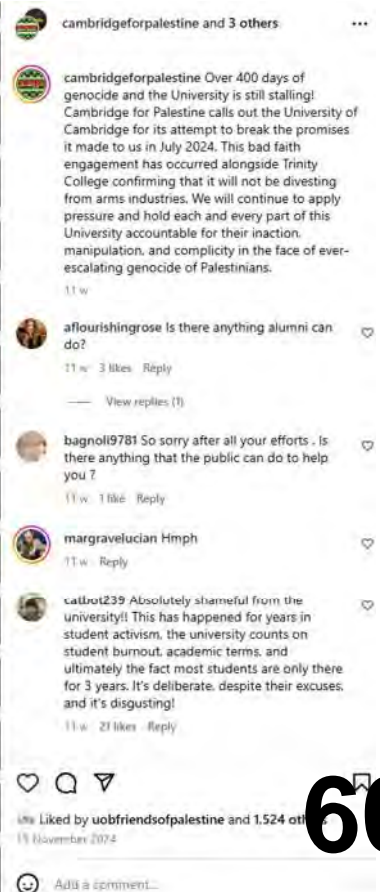 cambridgeforpalestine and 3 others
cambridgeforpalestine Over 400 days of
genocide and the University is still stalling!
Cambridge for Palestine calls out the University of
Cambridge for its attempt to break the promises
it made to us in July 2024. This bad faith
engagement has occurred alongside Trinity
College confirming that it will not be divesting
from arms industries. We will continue to apply
pressure and hold each and every part of this
University accountable for their inaction,
manipulation, and complicity in the face of ever-
escalating genocide of Palestinians.
11 w
aflourishingrose Is there anything alumni can
do?
11 w 3 likes Reply
View replies (1)
bagnoli9781 So sorry after all your efforts . Is
there anything that the public can do to help
you ?
11 w 1 like Reply
margravelucian Hmph
11 w Reply
catbot239 Absolutely shameful from the
university!! This has happened for years in
student activism, the university counts on
student burnout, academic terms, and
ultimately the fact most students are only there
for 3 years. It's deliberate, despite their excuses,
and it's disgusting!
11 w 21 likes Reply
Liked by uobfriendsofpalestine and 1,524
15 November 2024
Add a comment...